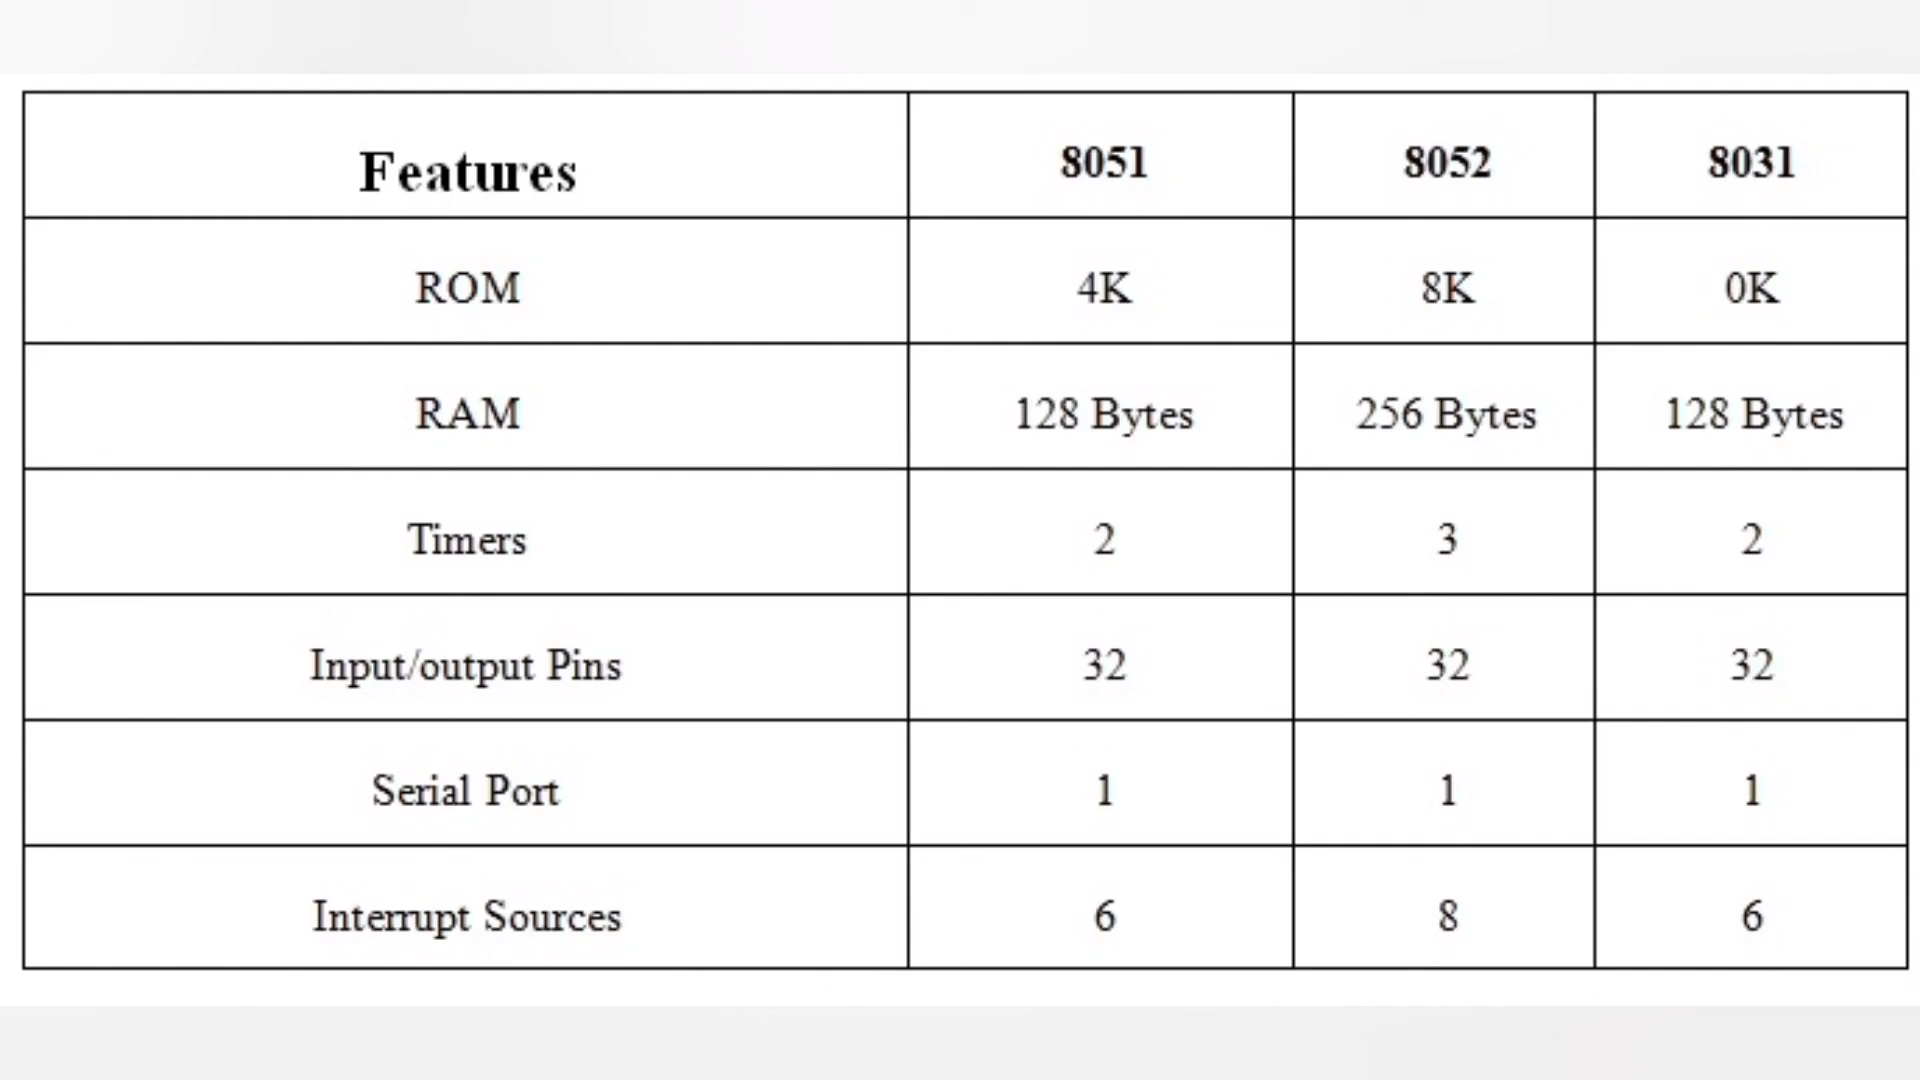 Features 8051 8052 8031
ROM 4K 8K 0K
RAM 128 Bytes 256 Bytes 128 Bytes
Timers 2 3 2
Input/output Pins 32 32 32
Serial Port 1 1 1
Interrupt Sources 6 8 6